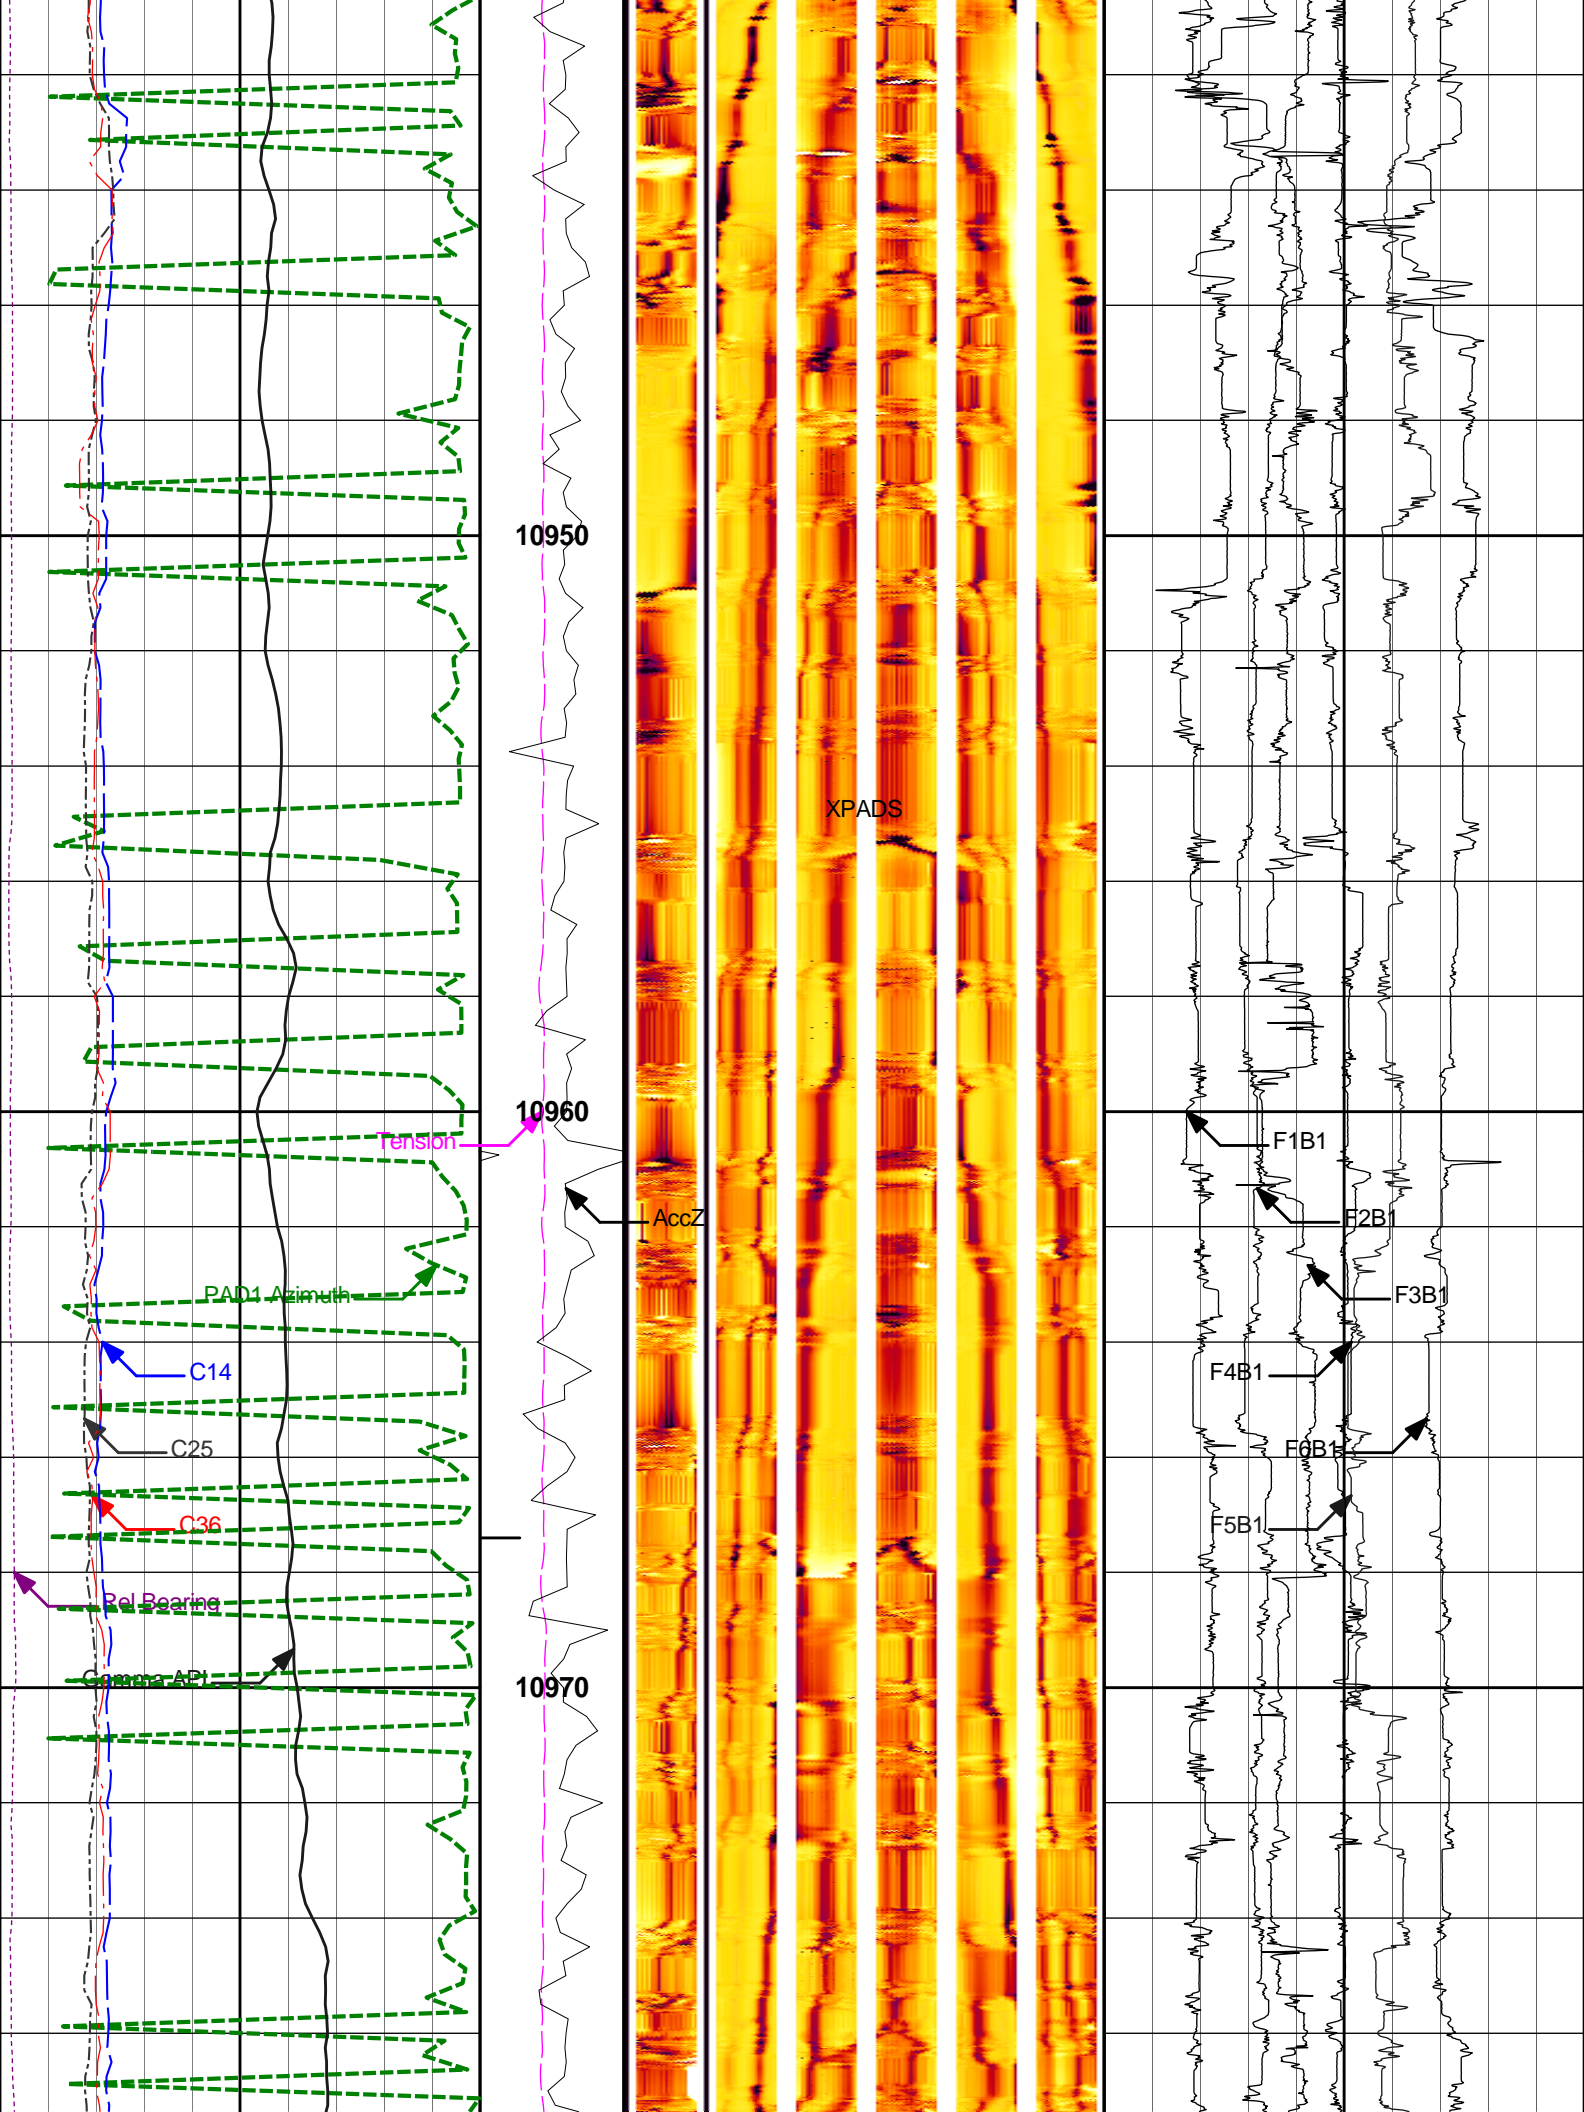 10950
XPADS
10960
Tension
F1B1
AccZ
F2B1
PAD1 Azimuth
F3B1
C14
F4B1
C25
F6B1
C36
F5B1
Rel Bearing
Gamma API
10970